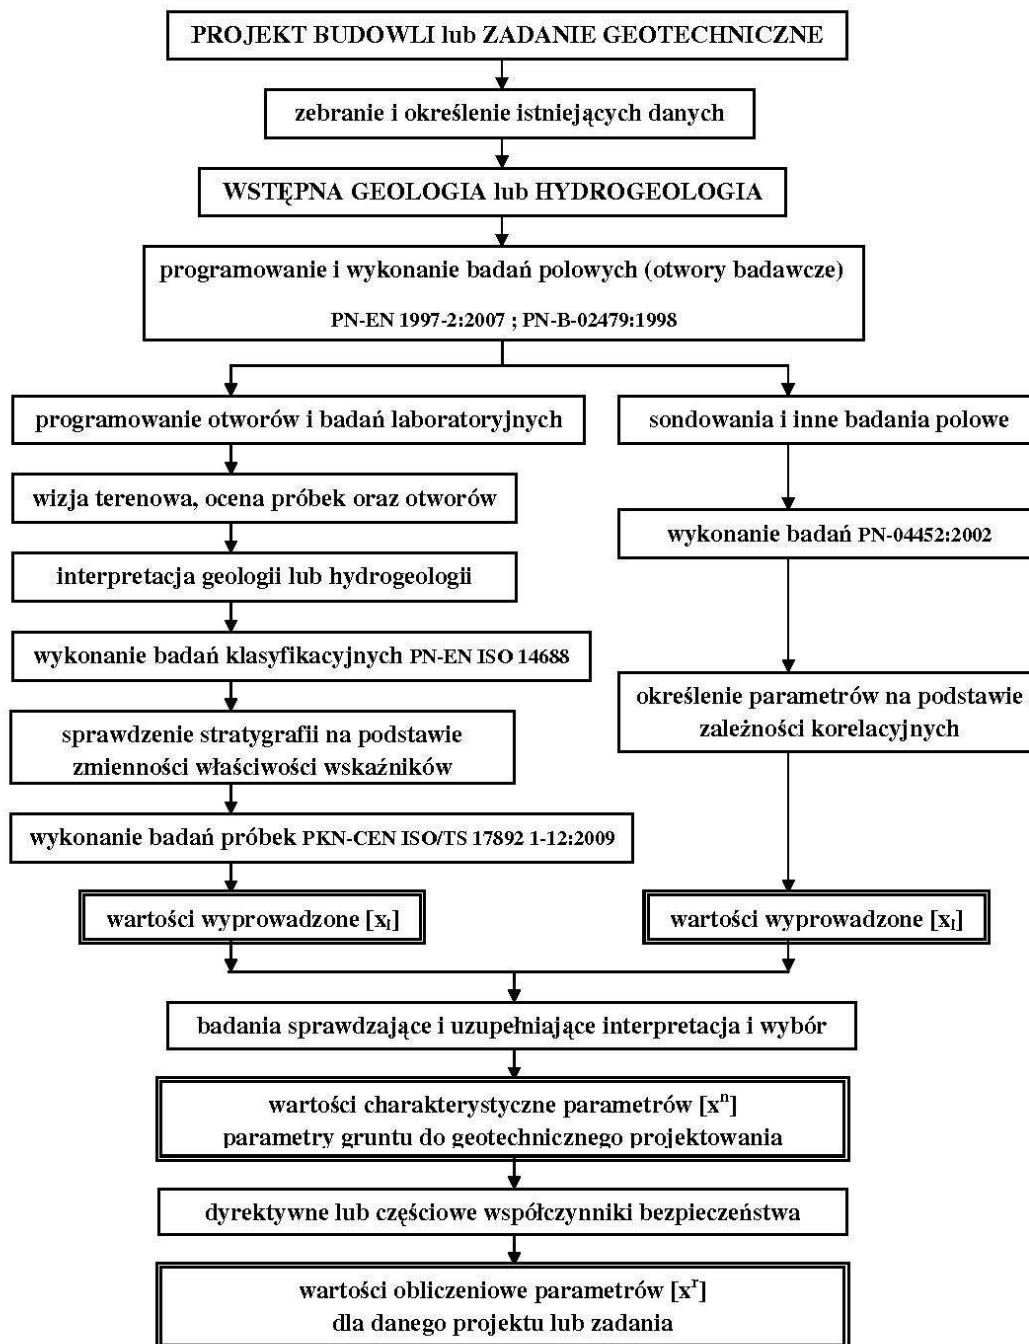 PROJEKT BUDOWLI lub ZADANIE GEOTECHNICZNE
zebranie i określenie istniejących danych
WSTĘPNA GEOLOGIA lub HYDROGEOLOGIA
programowanie i wykonanie badań polowych (otwory badawcze)
PN-EN 1997-2:2007 ; PN-B-02479:1998
programowanie otworów i badań laboratoryjnych
wizja terenowa, ocena próbek oraz otworów
interpretacja geologii lub hydrogeologii
wykonanie badań klasyfikacyjnych PN-EN ISO 14688
sprawdzenie stratygrafii na podstawie
zmienności właściwości wskaźników
wykonanie badań próbek PKN-CEN ISO/TS 17892 1-12:2009
wartości wyprowadzone [x_I]
sondowania i inne badania polowe
wykonanie badań PN-04452:2002
określenie parametrów na podstawie
zależności korelacyjnych
wartości wyprowadzone [x_I]
badania sprawdzające i uzupełniające interpretacja i wybór
wartości charakterystyczne parametrów [xⁿ]
parametry gruntu do geotechnicznego projektowania
dyrektywne lub częściowe współczynniki bezpieczeństwa
wartości obliczeniowe parametrów [xʳ]
dla danego projektu lub zadania